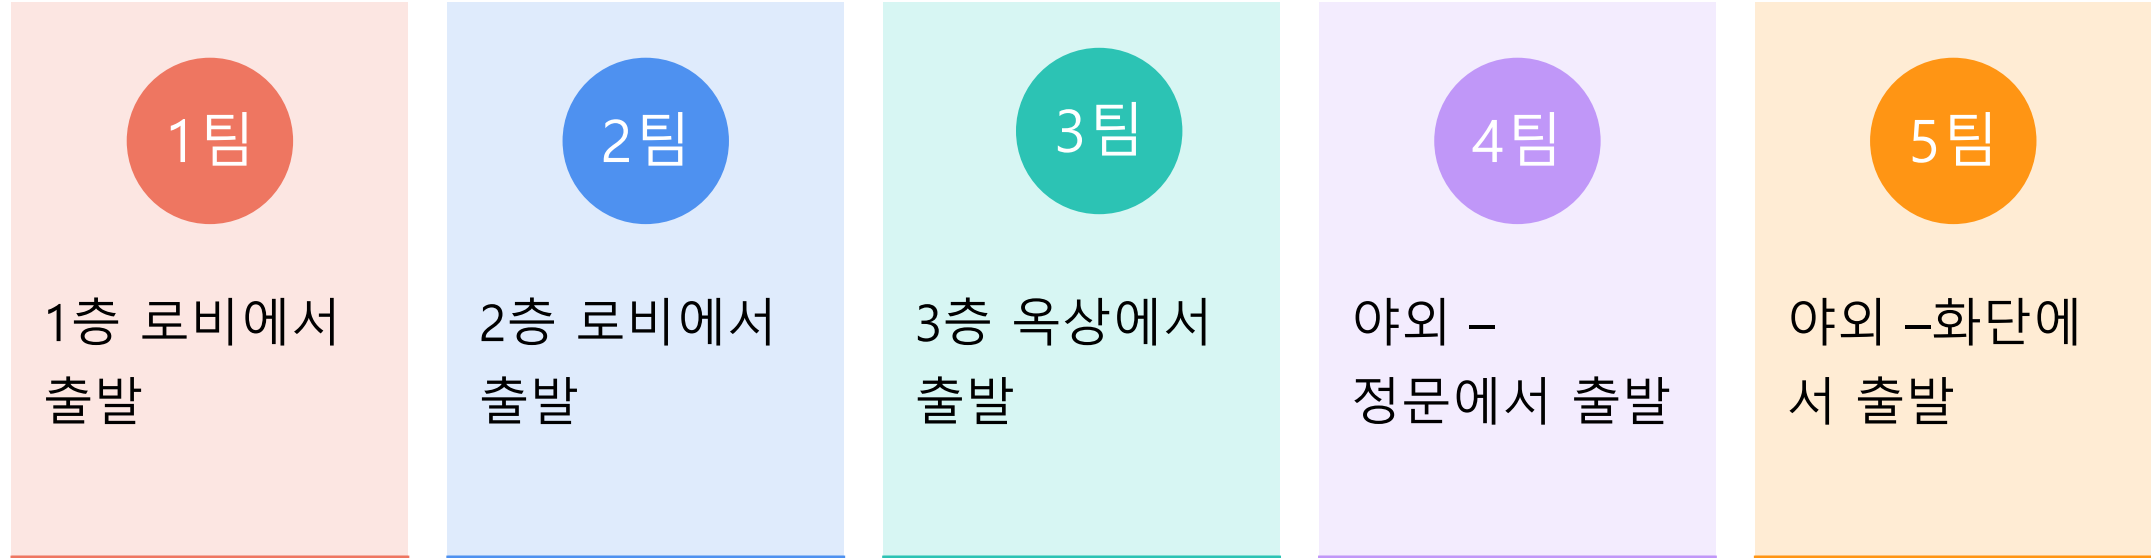 1팀
1층 로비에서
출발
2팀
2층 로비에서
출발
3팀
3층 옥상에서
출발
4팀
야외 –
정문에서 출발
5팀
야외 –화단에
서 출발